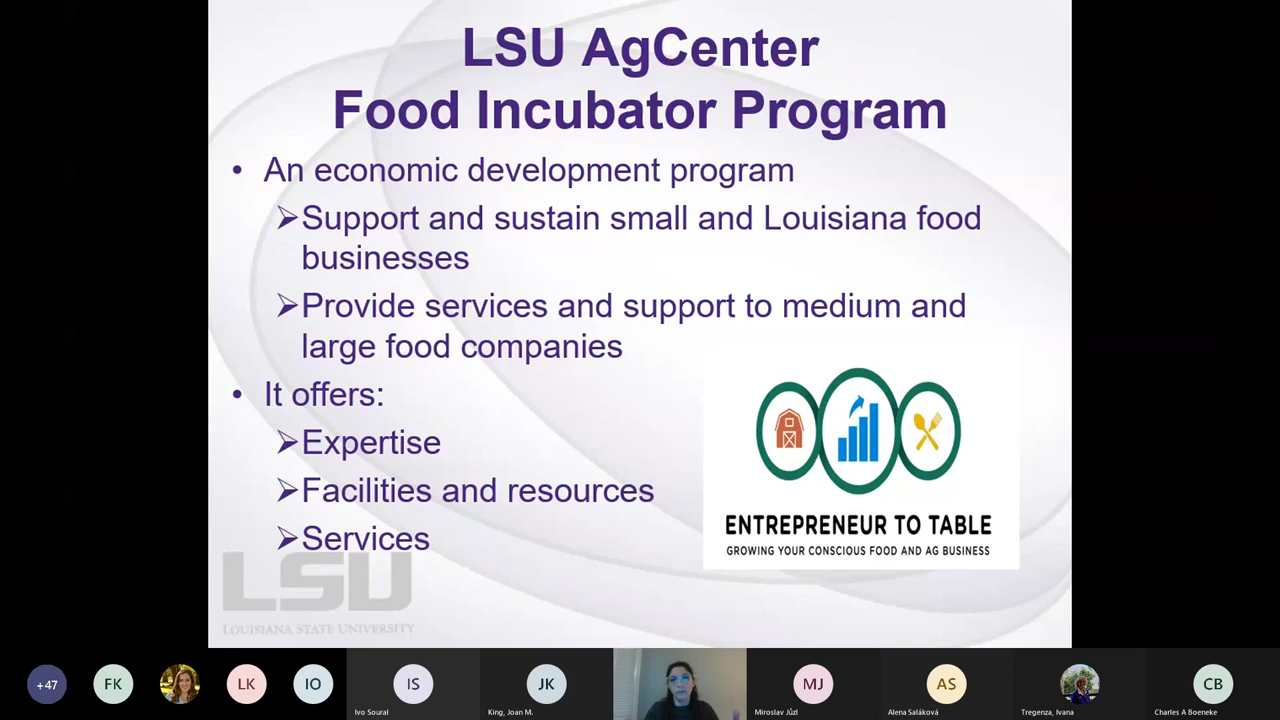 LSU AgCenter
Food Incubator Program
• An economic development program
➢Support and sustain small and Louisiana food
businesses
➢Provide services and support to medium and
large food companies
• It offers:
➢Expertise
➢Facilities and resources
➢Services
ENTREPRENEUR TO TABLE
GROWING YOUR CONSCIOUS FOOD AND AG BUSINESS
LSU
LOUISIANA STATE UNIVERSITY
+47
FK
LK
IO
IS
JK
MJ
AS
CB
Ivo Soural
King, Joan M.
Miroslav Jůzl
Alena Saláková
Tregenza, Ivana
Charles A Boeneke